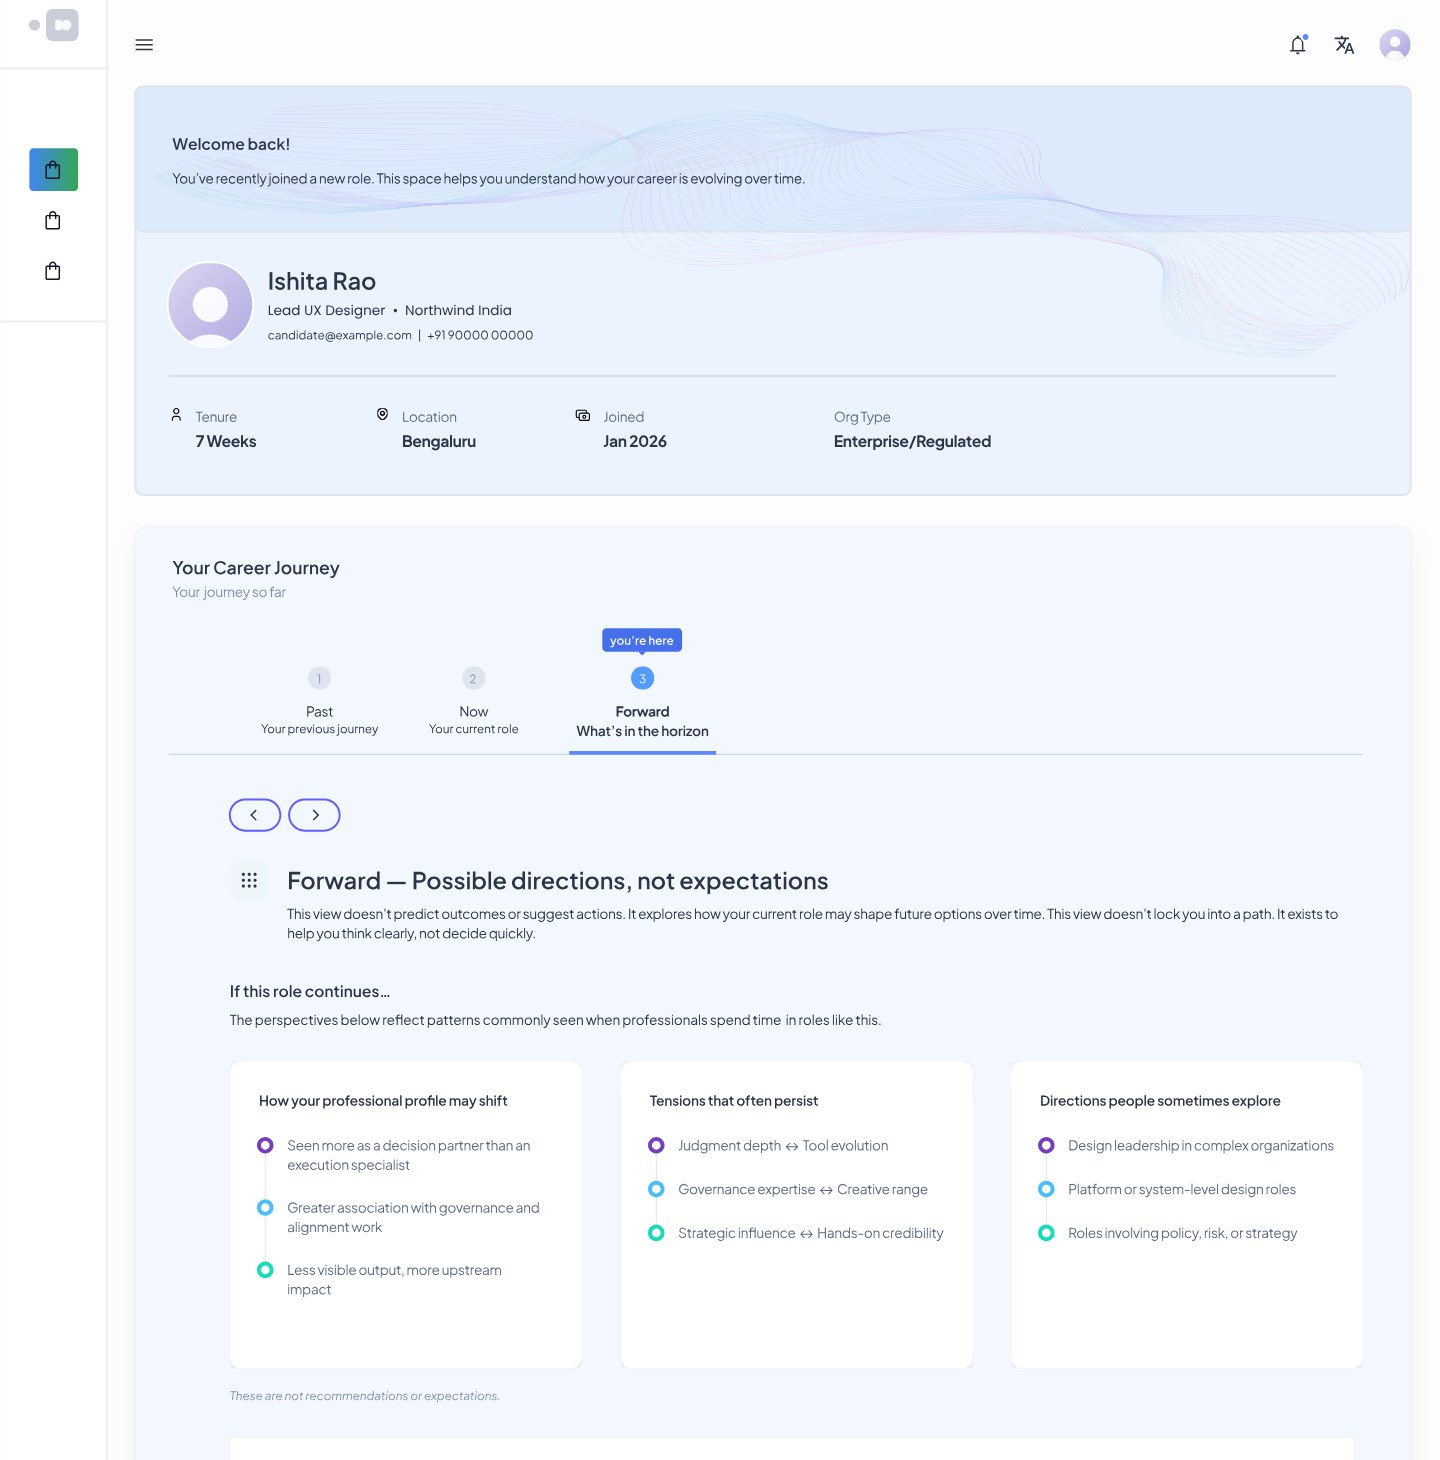 Welcome back!
You've recently joined a new role. This space helps you understand how your career is evolving over time.
Ishita Rao
Lead UX Designer • Northwind India
candidate@example.com | +91 90000 00000
Tenure
7 Weeks
Location
Bengaluru
Joined
Jan 2026
Org Type
Enterprise/Regulated
Your Career Journey
Your journey so far
you're here
1
Past
Your previous journey
2
Now
Your current role
3
Forward
What's in the horizon
Forward — Possible directions, not expectations
This view doesn't predict outcomes or suggest actions. It explores how your current role may shape future options over time. This view doesn't lock you into a path. It exists to
help you think clearly, not decide quickly.
If this role continues...
The perspectives below reflect patterns commonly seen when professionals spend time in roles like this.
How your professional profile may shift
Seen more as a decision partner than an
execution specialist
Greater association with governance and
alignment work
Less visible output, more upstream
impact
Tensions that often persist
Judgment depth ↔ Tool evolution
Governance expertise ↔ Creative range
Strategic influence ↔ Hands-on credibility
Directions people sometimes explore
Design leadership in complex organizations
Platform or system-level design roles
Roles involving policy, risk, or strategy
These are not recommendations or expectations.